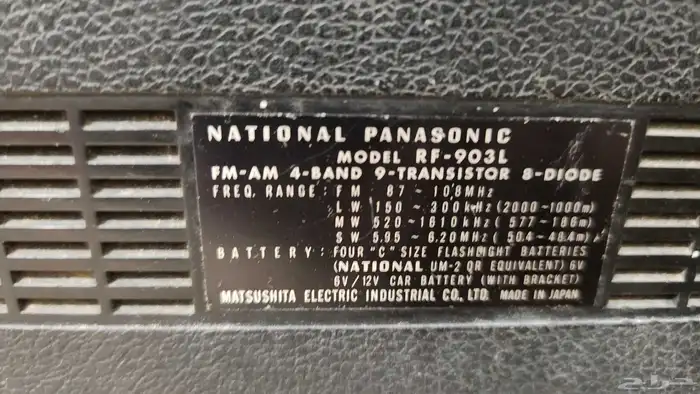 NATIONAL PANASONIC
MODEL RF-903L
FM-AM 4-BAND 9-TRANSISTOR 8-DIODE
FREQ. RANGE: FM 87 ~ 108MHz
LW 150 ~ 300kHz (2000~1000m)
MW 520~1610kHz ( 577~186m)
SW 5.95 ~ 6.20MHz ( 50.4~48.4m)
BATTERY: FOUR "C" SIZE FLASHLIGHT BATTERIES
(NATIONAL UM-2 OR EQUIVALENT) 6V
6V/12V CAR BATTERY (WITH BRACKET)
MATSUSHITA ELECTRIC INDUSTRIAL CO., LTD. MADE IN JAPAN
حراج